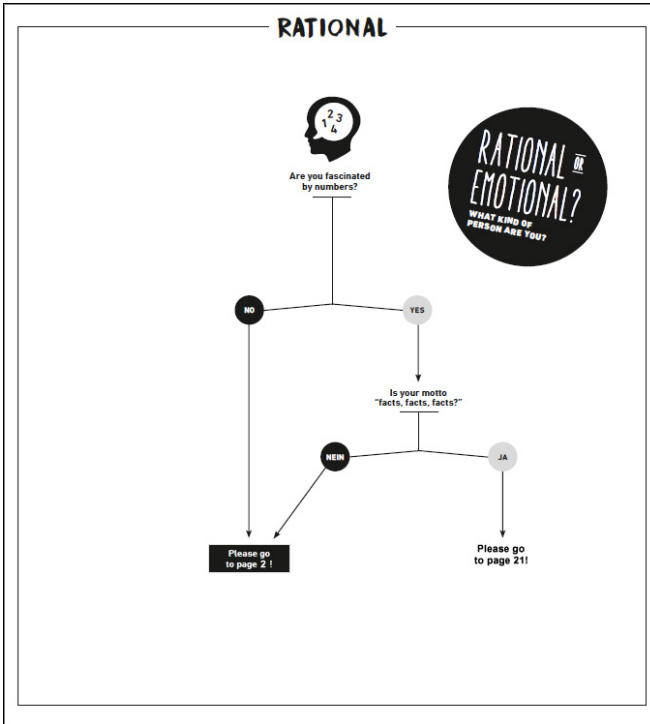 RATIONAL
1 2 3 4
Are you fascinated
by numbers?
RATIONAL OR
EMOTIONAL?
WHAT KIND OF
PERSON ARE YOU?
NO
YES
Is your motto
"facts, facts, facts?"
NEIN
JA
Please go
to page 2 !
Please go
to page 21!